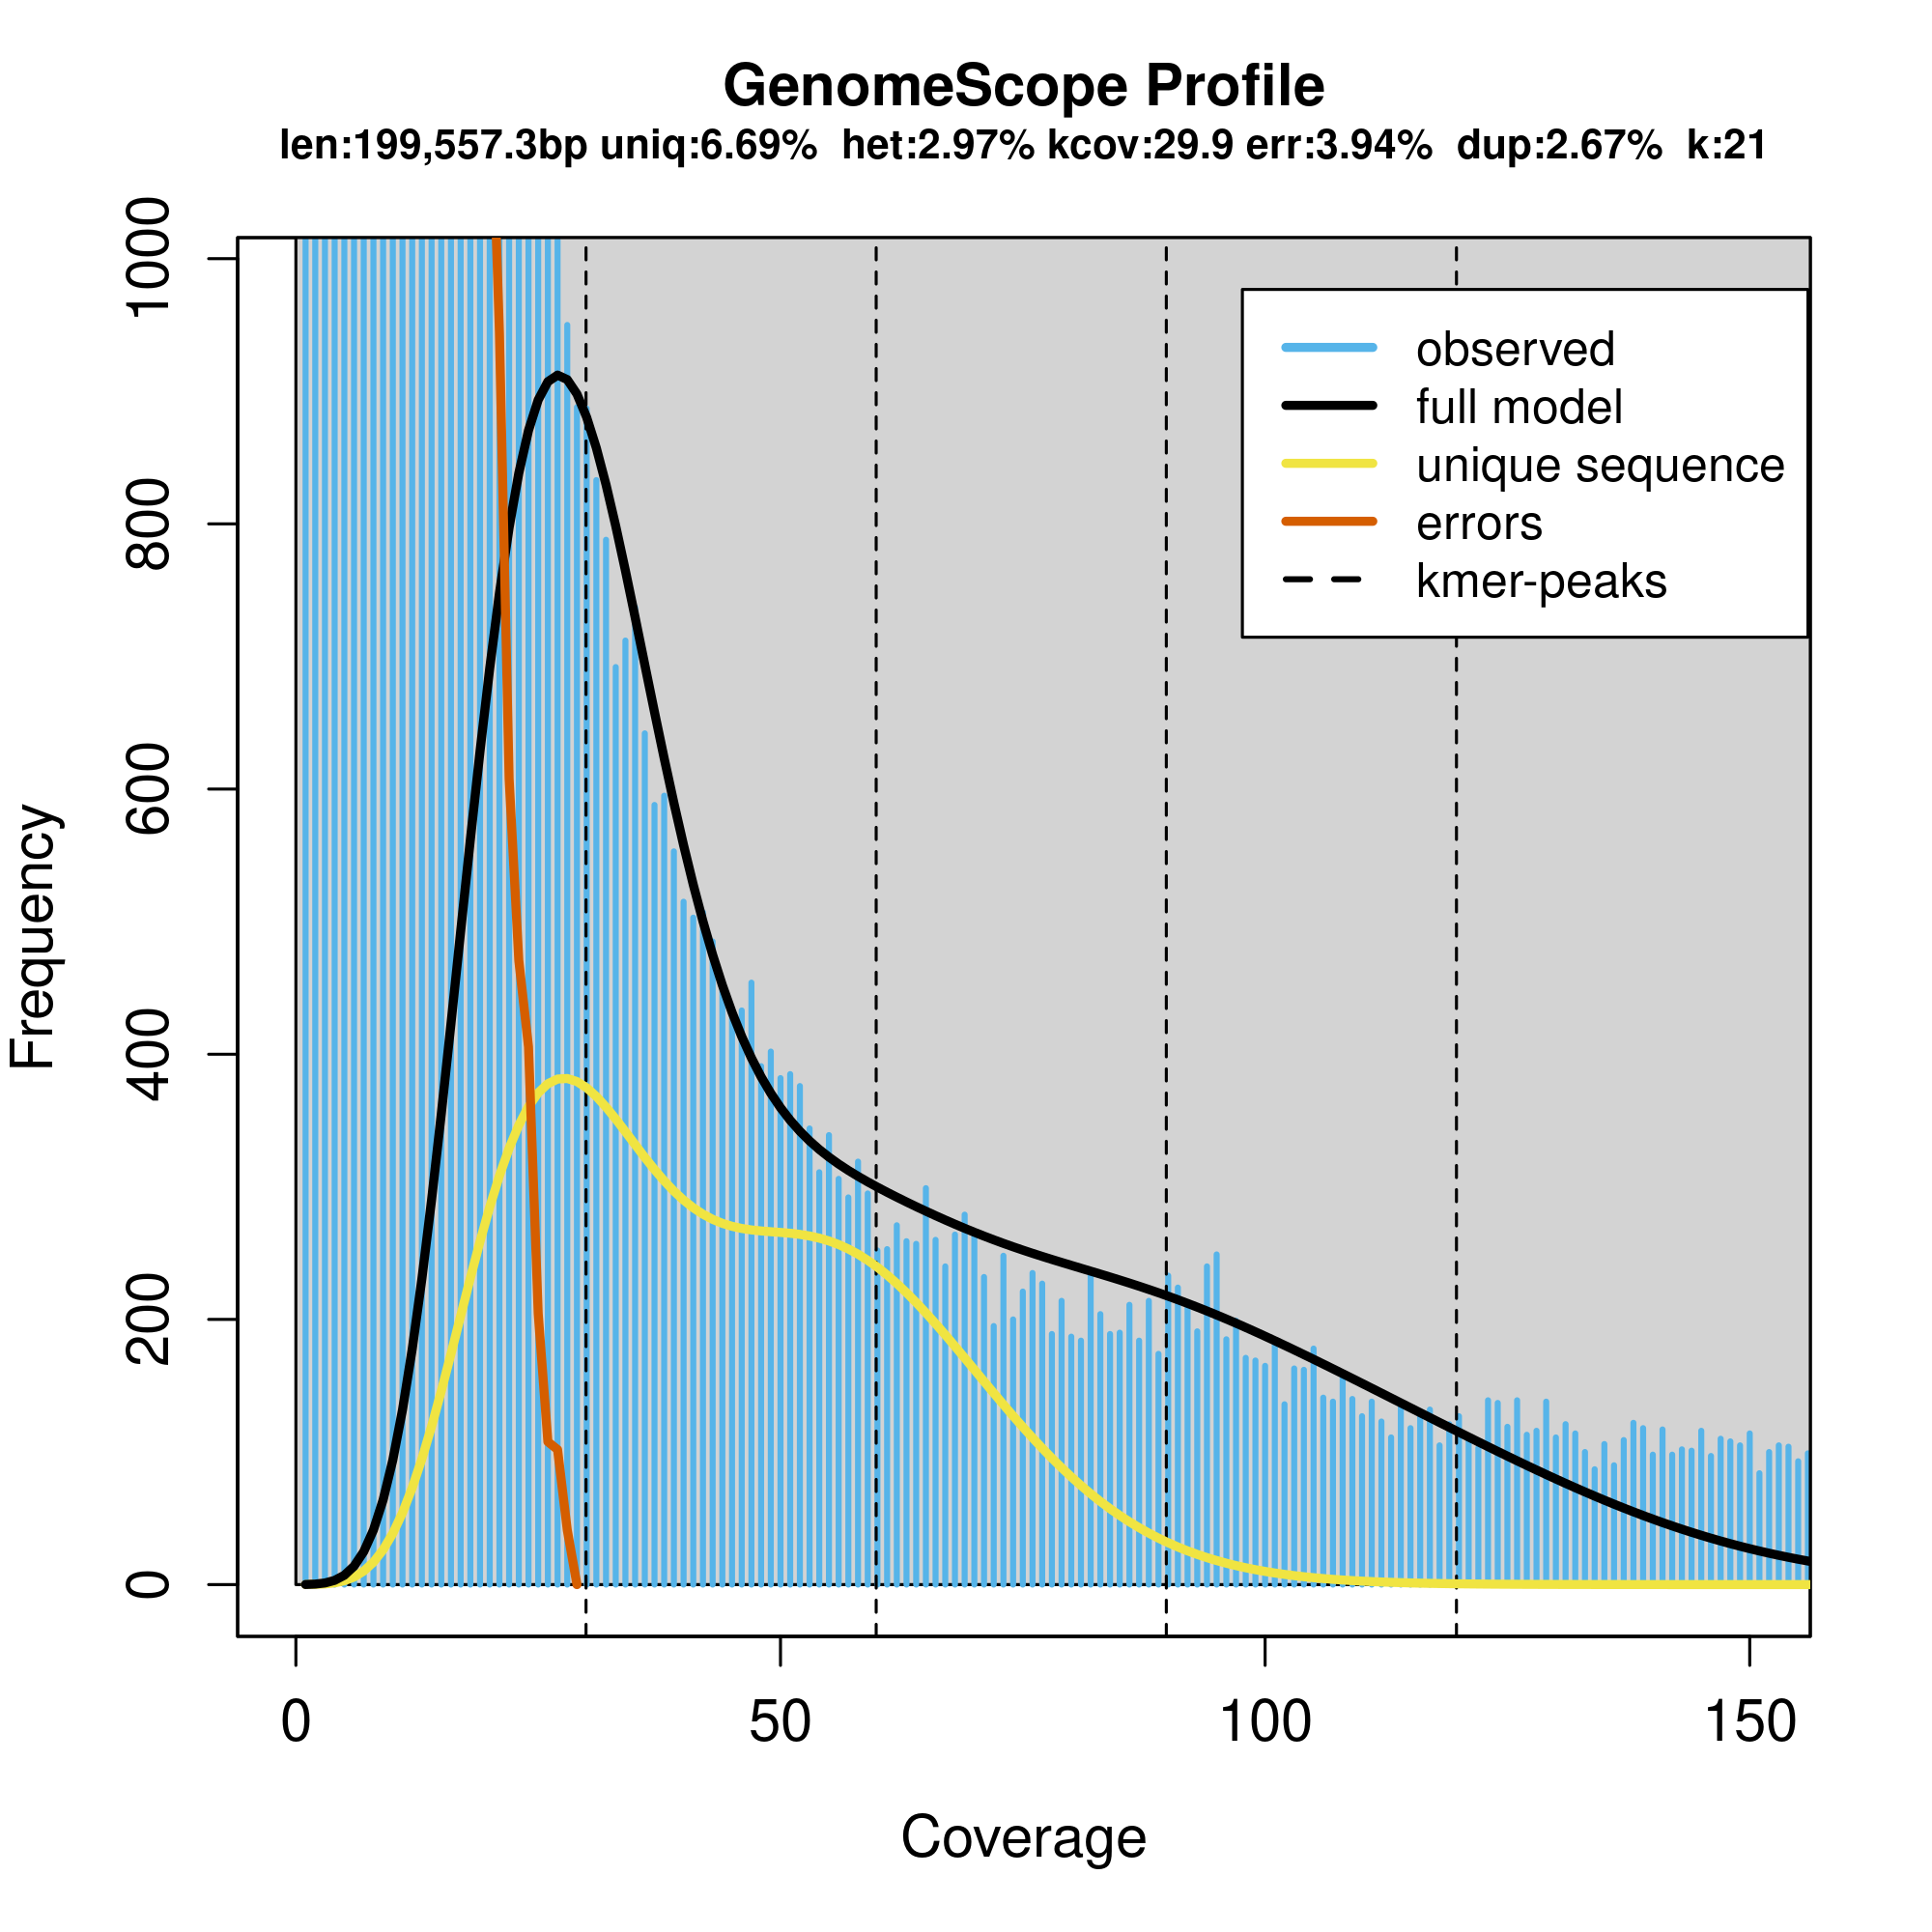 GenomeScope Profile
len:199,557.3bp uniq:6.69% het:2.97% kcov:29.9 err:3.94% dup:2.67% k:21
observed
full model
unique sequence
errors
kmer-peaks
Frequency
1000
800
600
400
200
0
0 50 100 150
Coverage